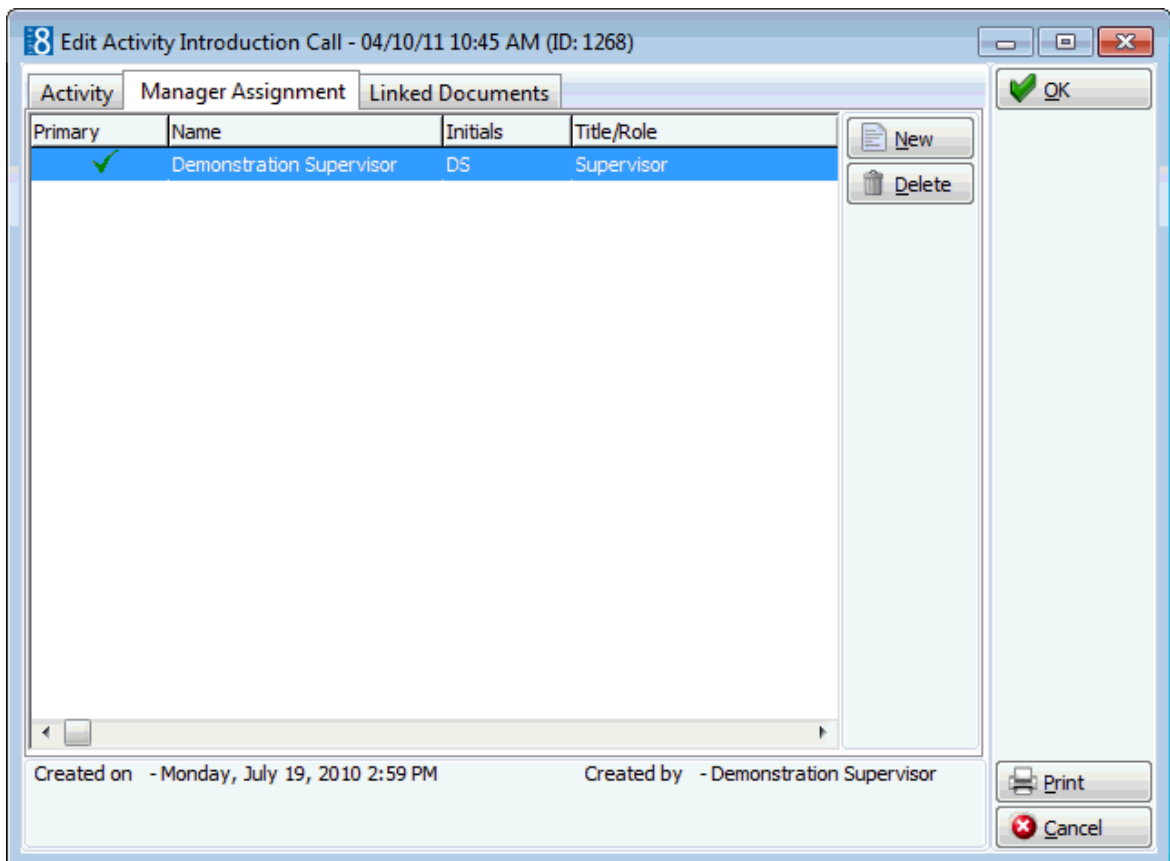 8 Edit Activity Introduction Call - 04/10/11 10:45 AM (ID: 1268)
Activity Manager Assignment Linked Documents
OK
Primary Name Initials Title/Role
New
Demonstration Supervisor DS Supervisor
Delete
Created on - Monday, July 19, 2010 2:59 PM Created by - Demonstration Supervisor
Print
Cancel